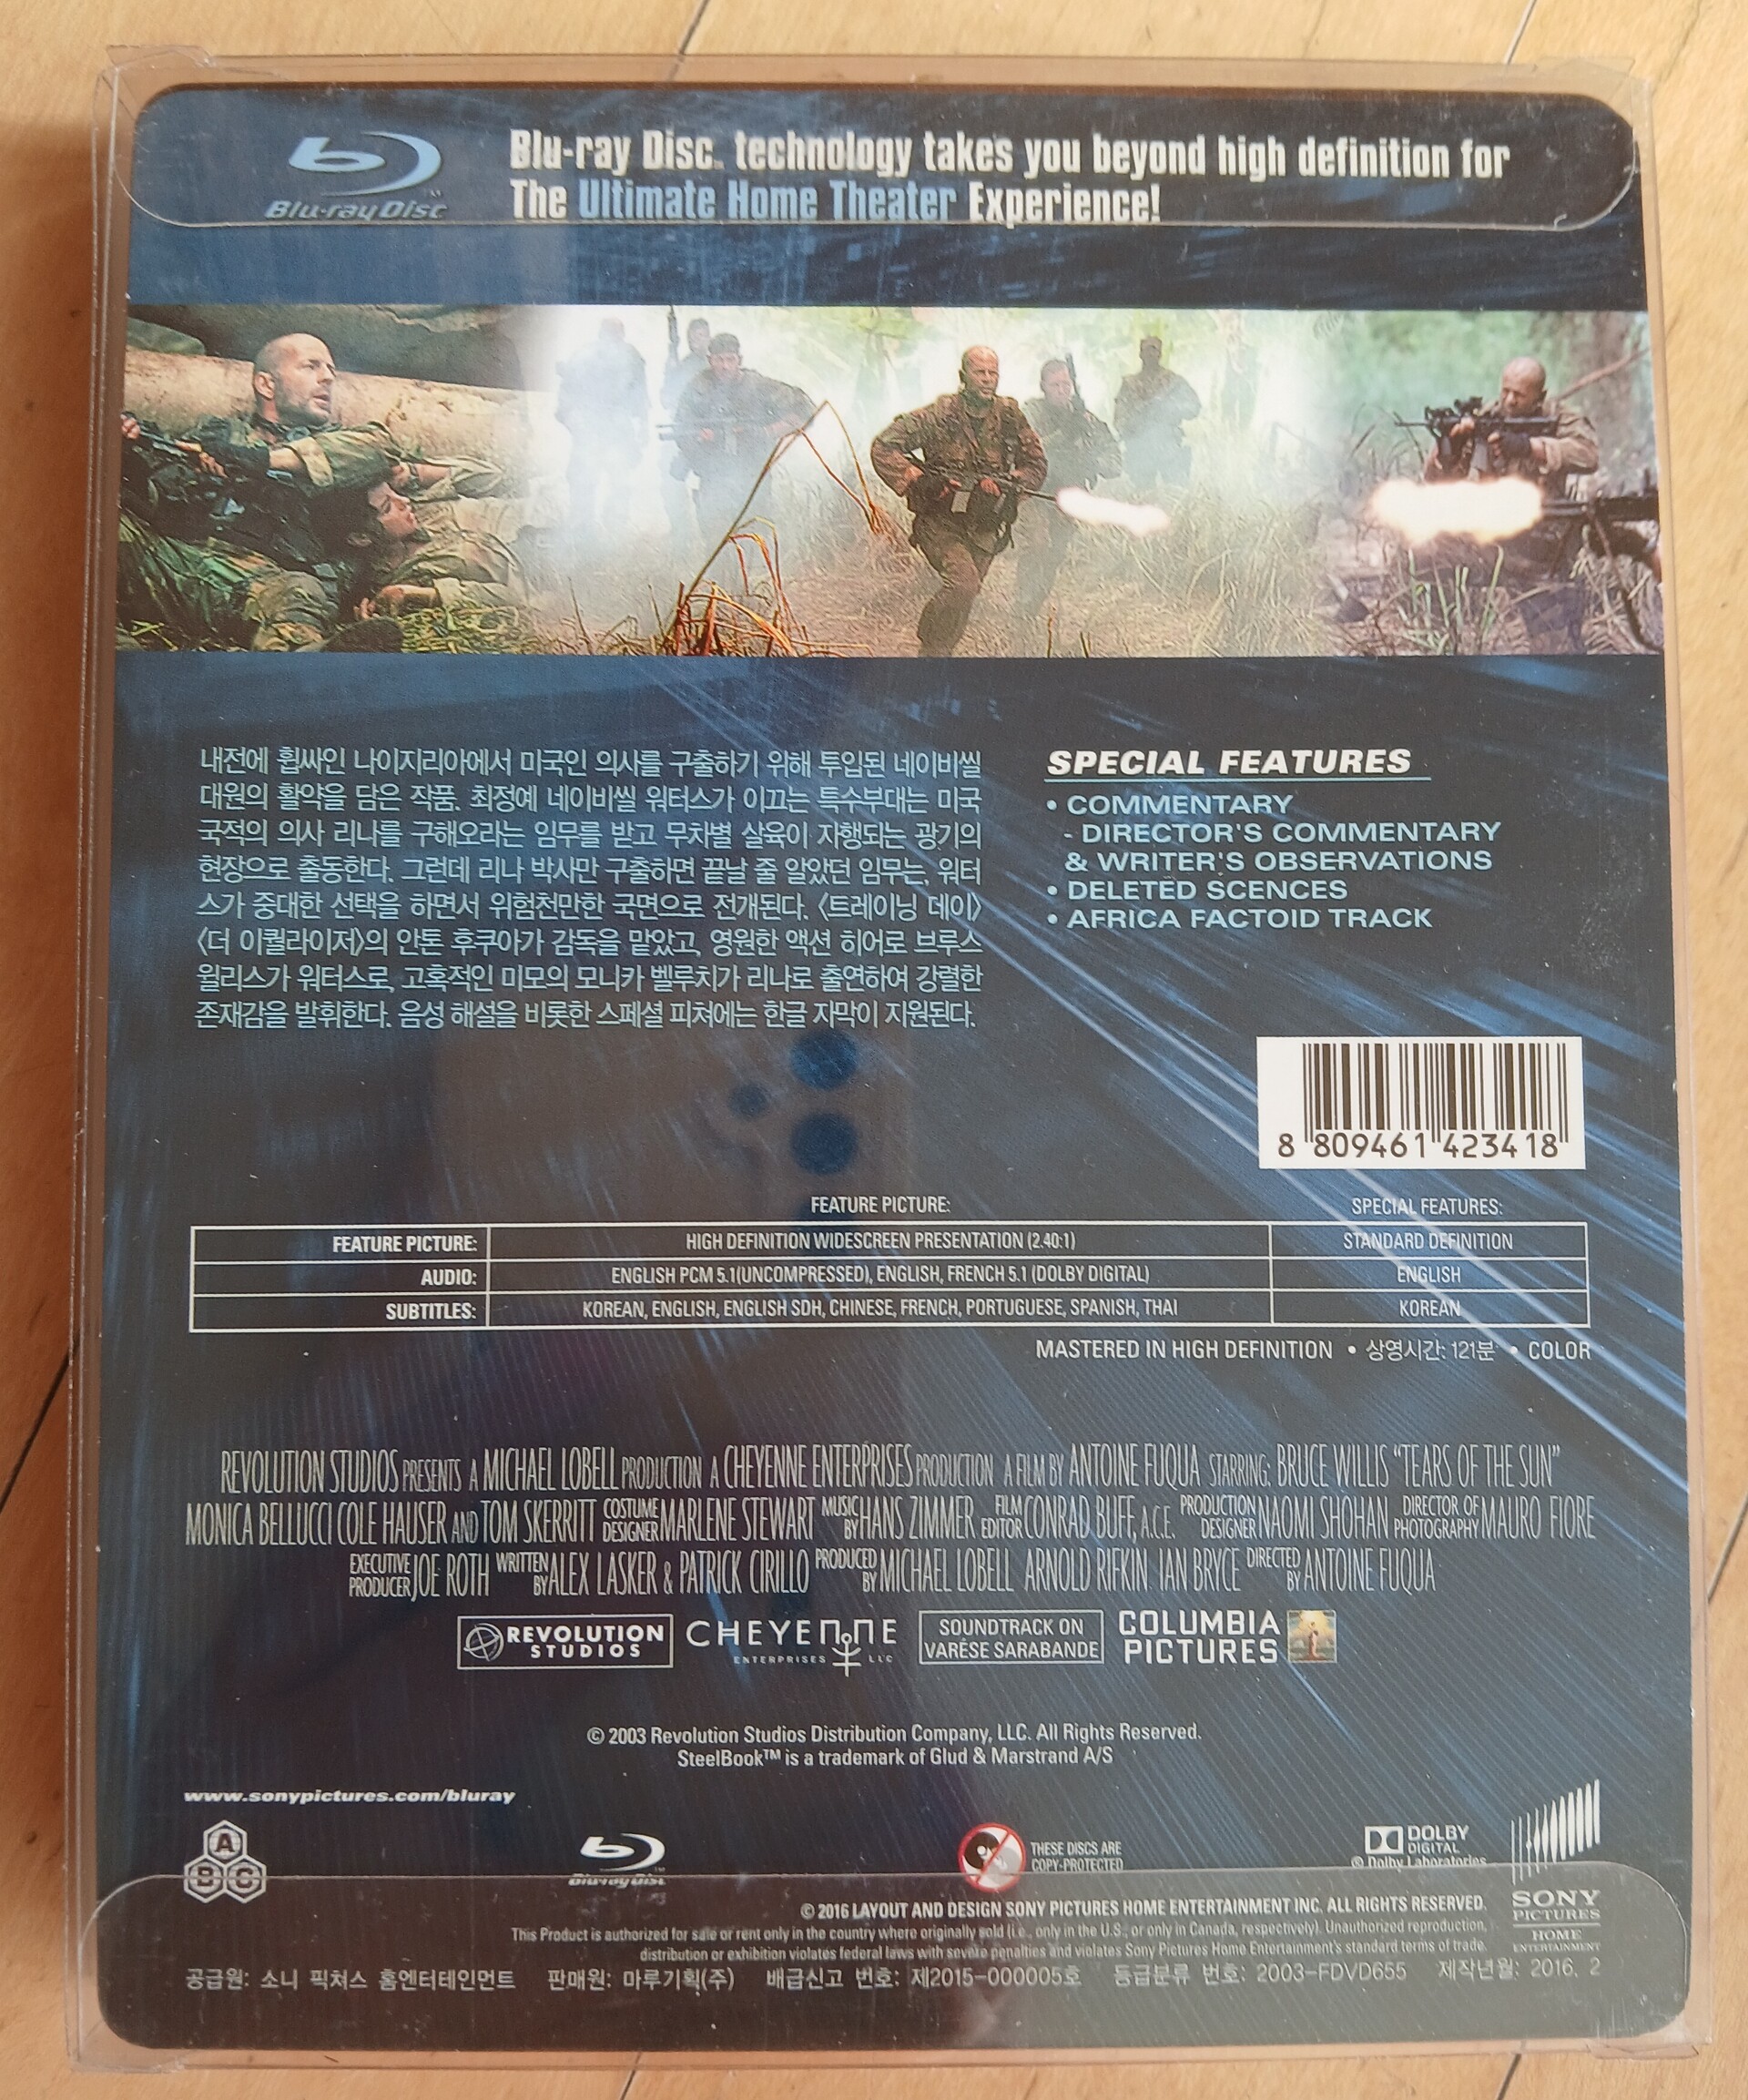 Blu-ray Disc
Blu-ray Disc™ technology takes you beyond high definition for
The Ultimate Home Theater Experience!
내전에 휩싸인 나이지리아에서 미국인 의사를 구출하기 위해 투입된 네이비씰
대원의 활약을 담은 작품. 최정예 네이비씰 워터스가 이끄는 특수부대는 미국
국적의 의사 리나를 구해오라는 임무를 받고 무차별 살육이 자행되는 광기의
현장으로 출동한다. 그런데 리나 박사만 구출하면 끝날 줄 알았던 임무는, 워터
스가 중대한 선택을 하면서 위험천만한 국면으로 전개된다. 〈트레이닝 데이〉
〈더 이퀄라이저〉의 안톤 후쿠아가 감독을 맡았고, 영원한 액션 히어로 브루스
윌리스가 워터스로, 고혹적인 미모의 모니카 벨루치가 리나로 출연하여 강렬한
존재감을 발휘한다. 음성 해설을 비롯한 스페셜 피쳐에는 한글 자막이 지원된다.
SPECIAL FEATURES
• COMMENTARY
- DIRECTOR'S COMMENTARY
& WRITER'S OBSERVATIONS
• DELETED SCENCES
• AFRICA FACTOID TRACK
8 809461 423418
FEATURE PICTURE: SPECIAL FEATURES:
FEATURE PICTURE: HIGH DEFINITION WIDESCREEN PRESENTATION (2.40:1) STANDARD DEFINITION
AUDIO: ENGLISH PCM 5.1(UNCOMPRESSED), ENGLISH, FRENCH 5.1 (DOLBY DIGITAL) ENGLISH
SUBTITLES: KOREAN, ENGLISH, ENGLISH SDH, CHINESE, FRENCH, PORTUGUESE, SPANISH, THAI KOREAN
MASTERED IN HIGH DEFINITION • 상영시간: 121분 • COLOR
REVOLUTION STUDIOS PRESENTS A MICHAEL LOBELL PRODUCTION A CHEYENNE ENTERPRISES PRODUCTION A FILM BY ANTOINE FUQUA STARRING: BRUCE WILLIS “TEARS OF THE SUN”
MONICA BELLUCCI COLE HAUSER AND TOM SKERRITT COSTUME DESIGNER MARLENE STEWART MUSIC BY HANS ZIMMER FILM EDITOR CONRAD BUFF, A.C.E. PRODUCTION DESIGNER NAOMI SHOHAN DIRECTOR OF PHOTOGRAPHY MAURO FIORE
EXECUTIVE PRODUCER JOE ROTH WRITTEN BY ALEX LASKER & PATRICK CIRILLO PRODUCED BY MICHAEL LOBELL ARNOLD RIFKIN IAN BRYCE DIRECTED BY ANTOINE FUQUA
REVOLUTION STUDIOS
CHEYENNE ENTERPRISES LLC
SOUNDTRACK ON
VARÈSE SARABANDE
COLUMBIA
PICTURES
© 2003 Revolution Studios Distribution Company, LLC. All Rights Reserved.
SteelBook™ is a trademark of Glud & Marstrand A/S
www.sonypictures.com/bluray
A
B C
Blu-ray Disc
THESE DISCS ARE
COPY-PROTECTED
DOLBY
DIGITAL
© Dolby Laboratories
SONY
PICTURES
HOME
ENTERTAINMENT
© 2016 LAYOUT AND DESIGN SONY PICTURES HOME ENTERTAINMENT INC. ALL RIGHTS RESERVED.
This Product is authorized for sale or rent only in the country where originally sold (i.e., only in the U.S., or only in Canada, respectively). Unauthorized reproduction,
distribution or exhibition violates federal laws with severe penalties and violates Sony Pictures Home Entertainment's standard terms of trade.
공급원: 소니 픽쳐스 홈엔터테인먼트 판매원: 마루기획(주) 배급신고 번호: 제2015-000005호 등급분류 번호: 2003-FDVD655 제작년월: 2016. 2